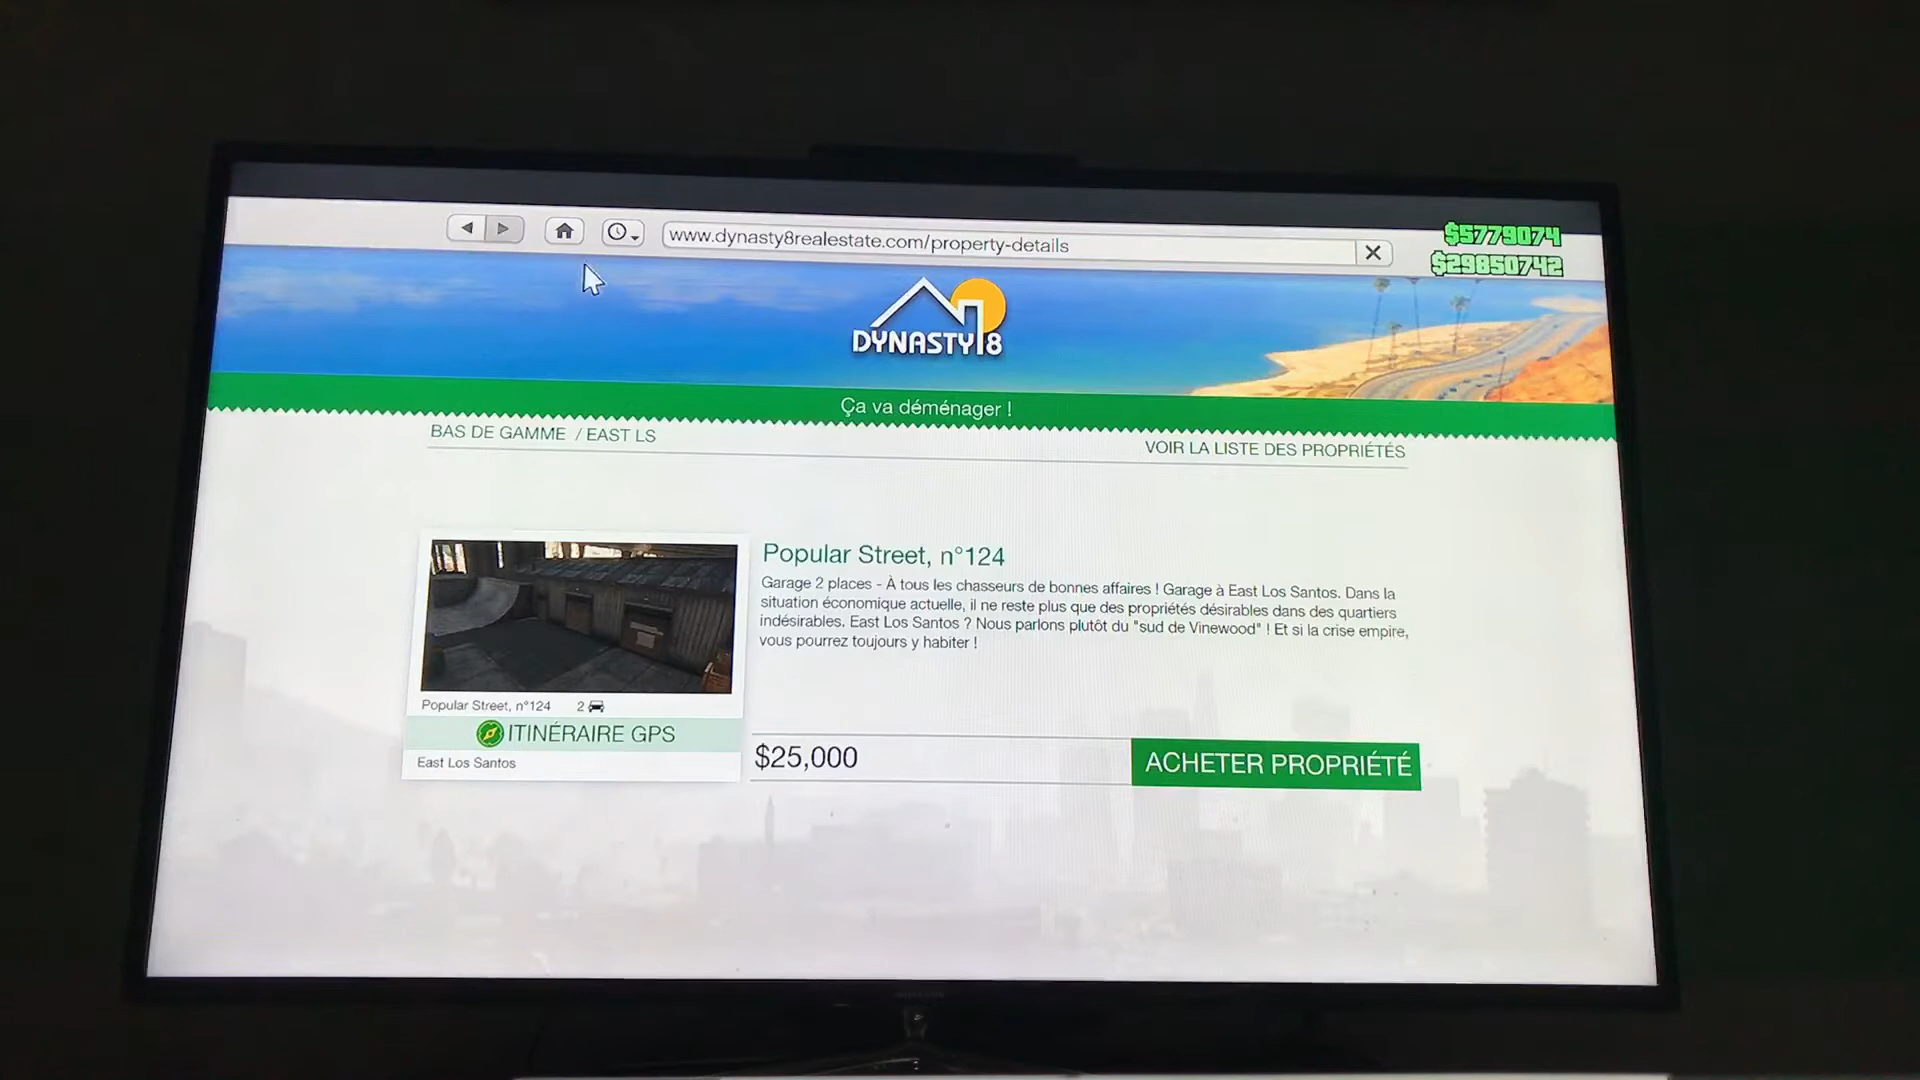 www.dynasty8realestate.com/property-details
$5779074
$29850742
DYNASTY 8
Ça va déménager !
BAS DE GAMME / EAST LS
VOIR LA LISTE DES PROPRIÉTÉS
Popular Street, n°124
Garage 2 places - À tous les chasseurs de bonnes affaires ! Garage à East Los Santos. Dans la
situation économique actuelle, il ne reste plus que des propriétés désirables dans des quartiers
indésirables. East Los Santos ? Nous parlons plutôt du "sud de Vinewood" ! Et si la crise empire,
vous pourrez toujours y habiter !
Popular Street, n°124 2
ITINÉRAIRE GPS
East Los Santos
$25,000
ACHETER PROPRIÉTÉ